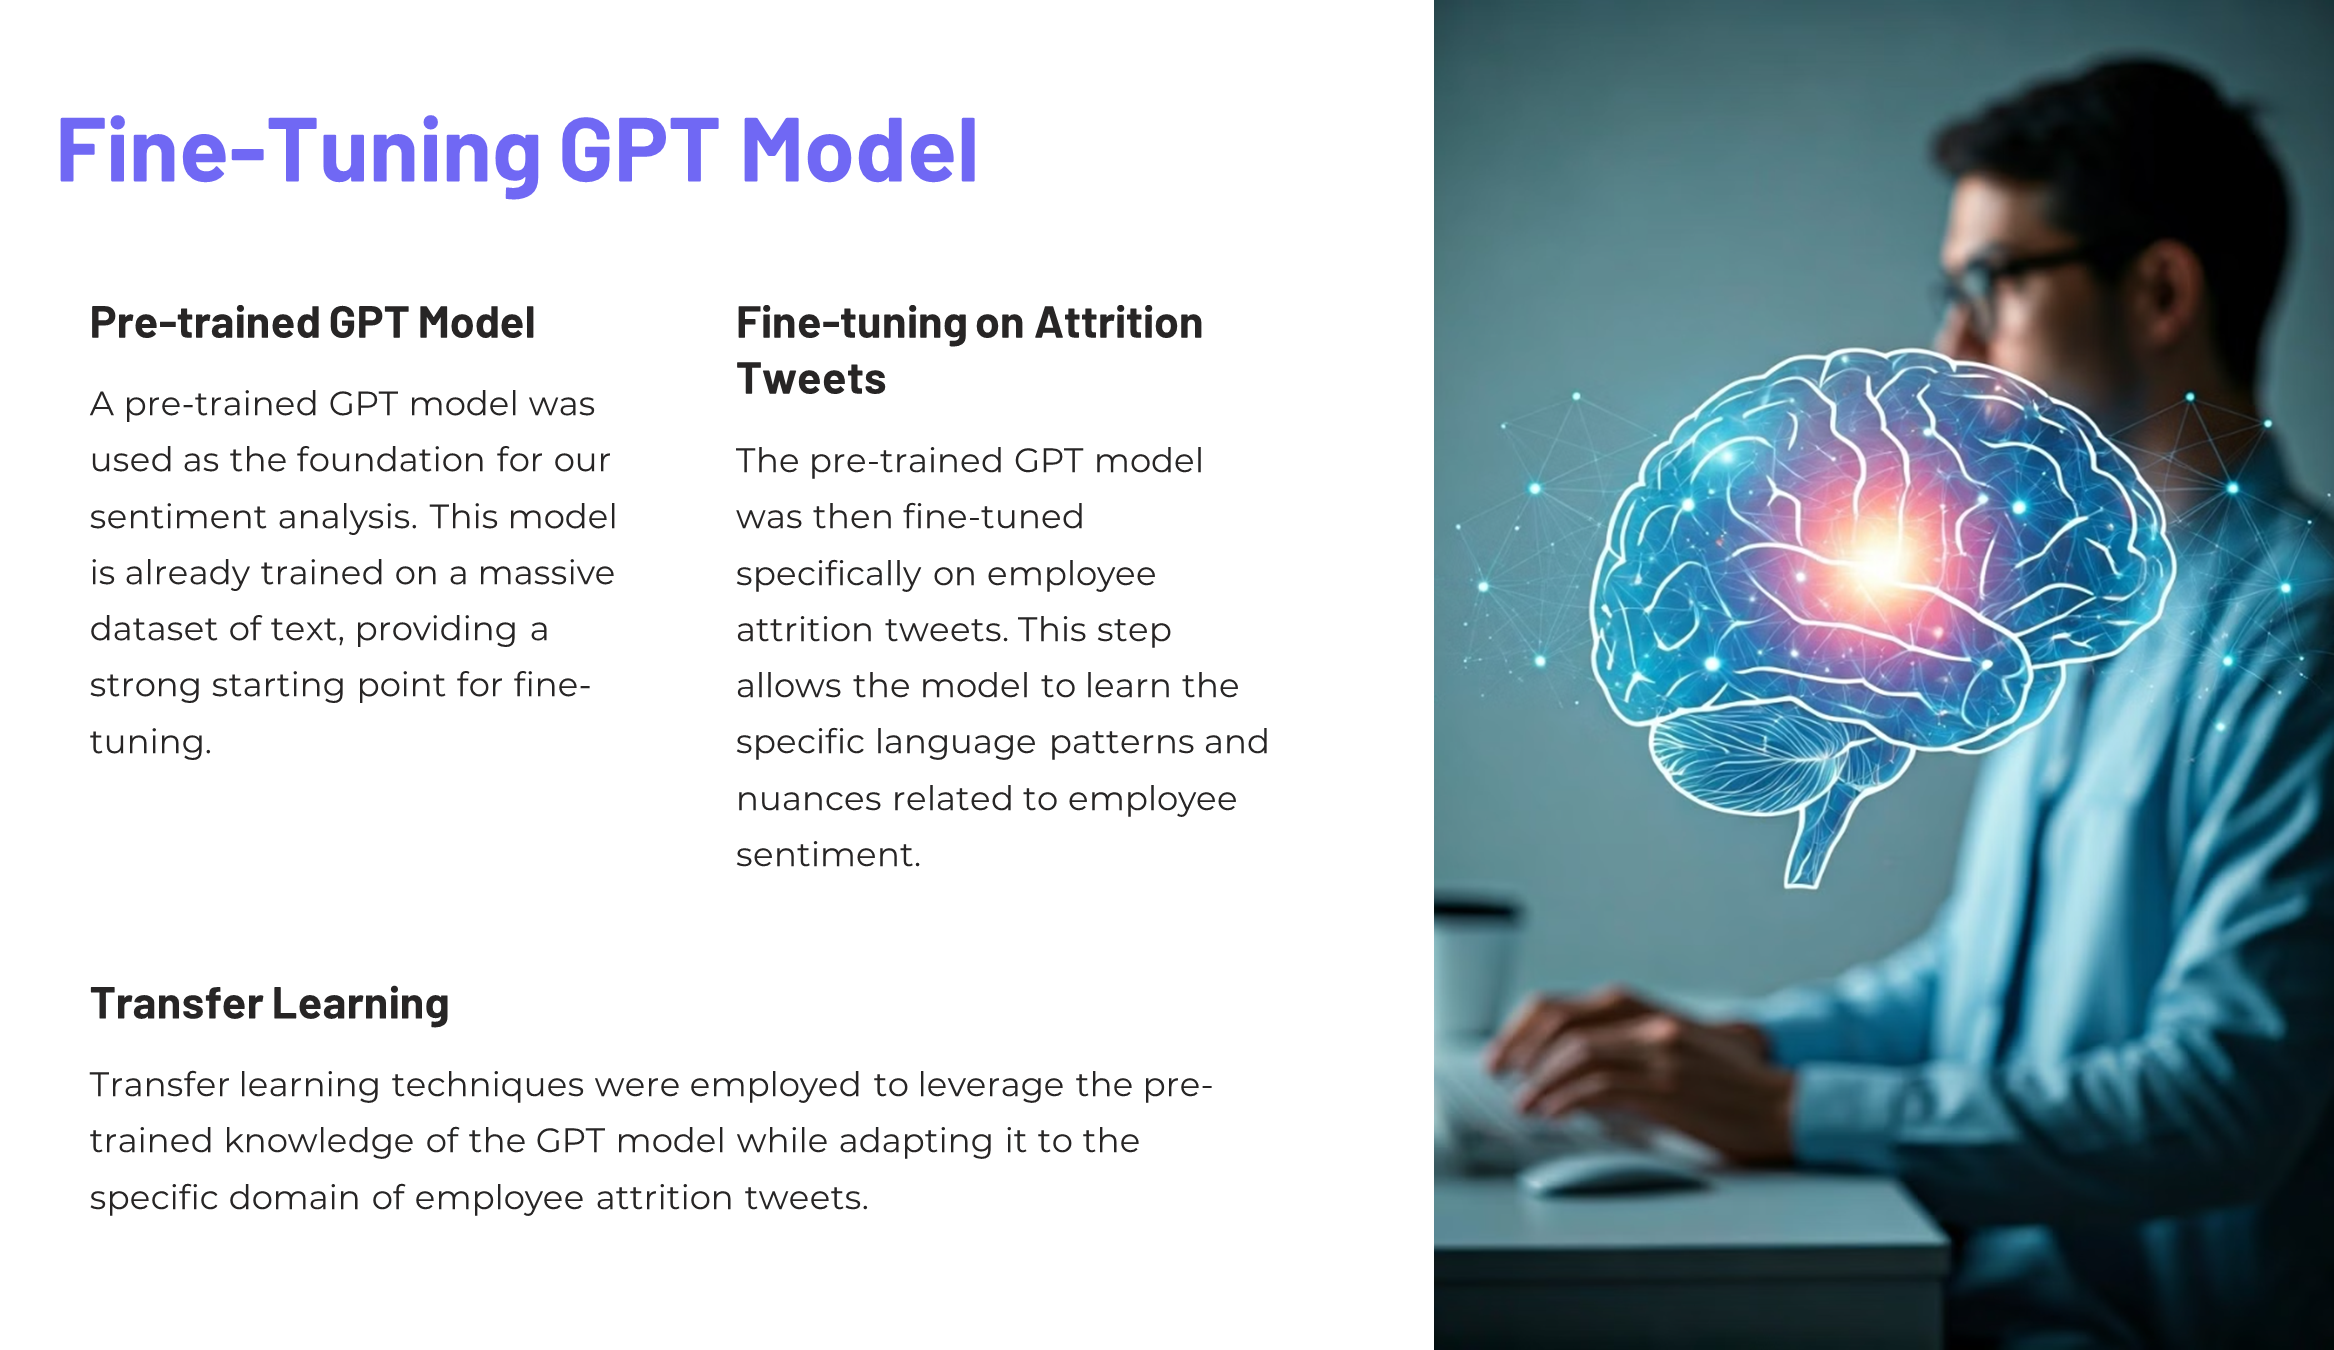 Fine-Tuning GPT Model
Pre-trained GPT Model
A pre-trained GPT model was
used as the foundation for our
sentiment analysis. This model
is already trained on a massive
dataset of text, providing a
strong starting point for fine-
tuning.
Fine-tuning on Attrition
Tweets
The pre-trained GPT model
was then fine-tuned
specifically on employee
attrition tweets. This step
allows the model to learn the
specific language patterns and
nuances related to employee
sentiment.
Transfer Learning
Transfer learning techniques were employed to leverage the pre-
trained knowledge of the GPT model while adapting it to the
specific domain of employee attrition tweets.